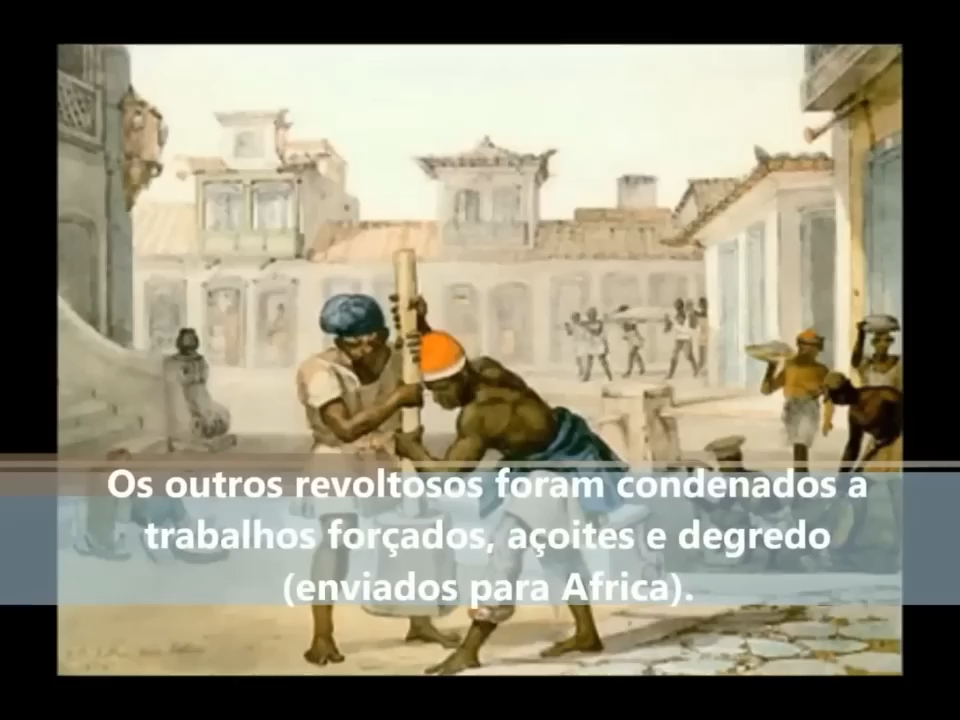 Os outros revoltosos foram condenados a
trabalhos forçados, açoites e degredo
(enviados para Africa).